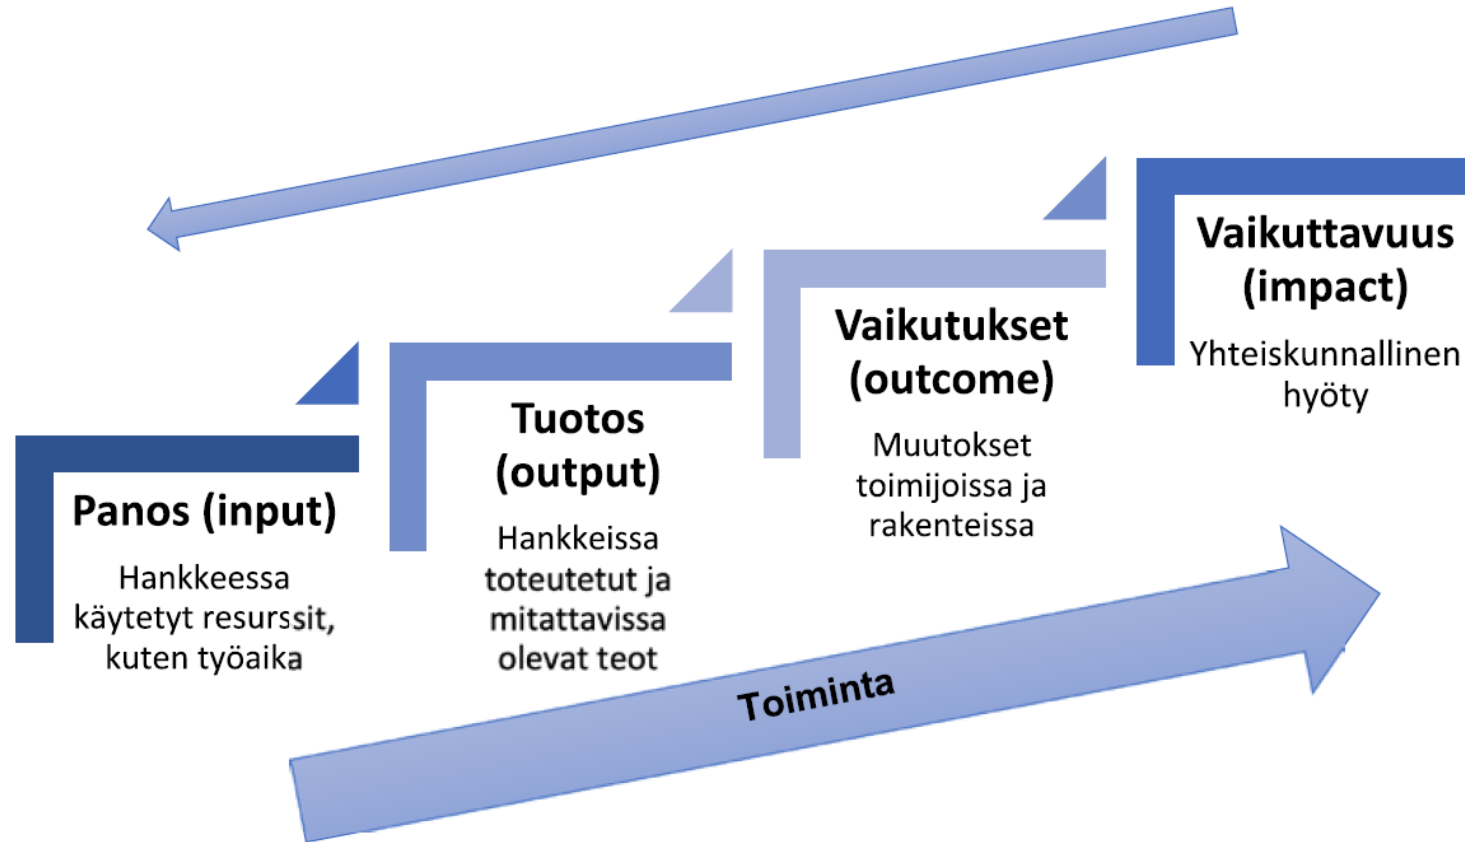 Panos (input)
Hankkeessa
käytetyt resurssit,
kuten työaika
Tuotos
(output)
Hankkeissa
toteutetut ja
mitattavissa
olevat teot
Vaikutukset
(outcome)
Muutokset
toimijoissa ja
rakenteissa
Vaikuttavuus
(impact)
Yhteiskunnallinen
hyöty
Toiminta